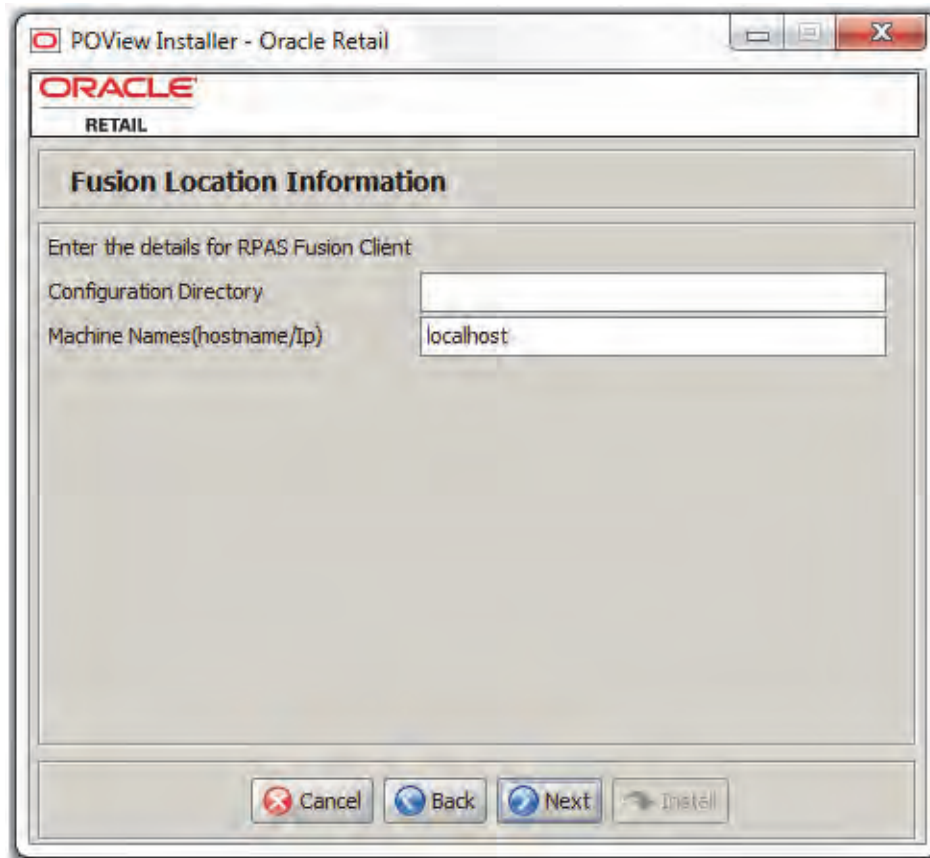 POView Installer - Oracle Retail
ORACLE
RETAIL
Fusion Location Information
Enter the details for RPAS Fusion Client
Configuration Directory
Machine Names(hostname/Ip) localhost
Cancel Back Next Install